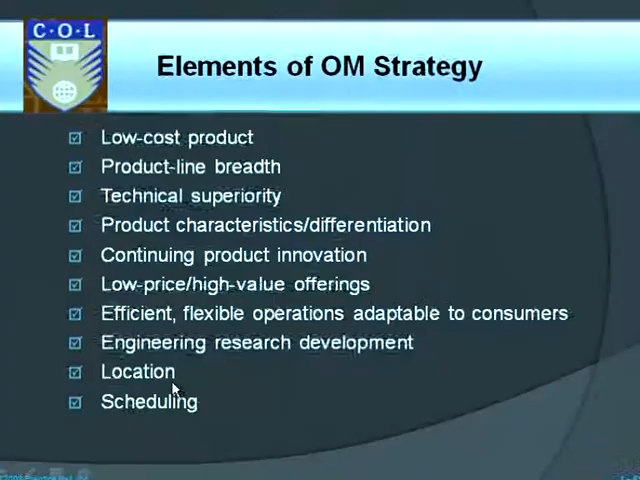 C·O·L
Elements of OM Strategy
Low-cost product
Product-line breadth
Technical superiority
Product characteristics/differentiation
Continuing product innovation
Low-price/high-value offerings
Efficient, flexible operations adaptable to consumers
Engineering research development
Location
Scheduling